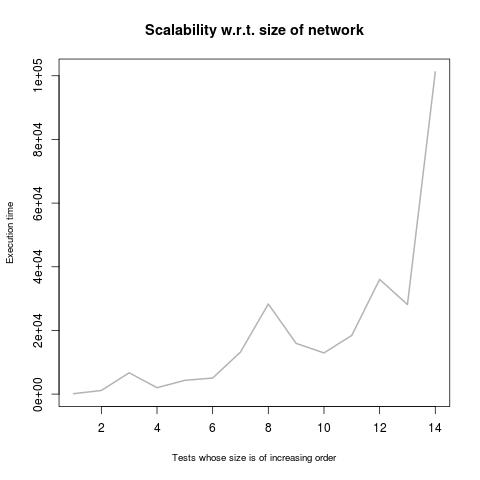 Scalability w.r.t. size of network
1e+05
8e+04
6e+04
4e+04
2e+04
0e+00
Execution time
2 4 6 8 10 12 14
Tests whose size is of increasing order